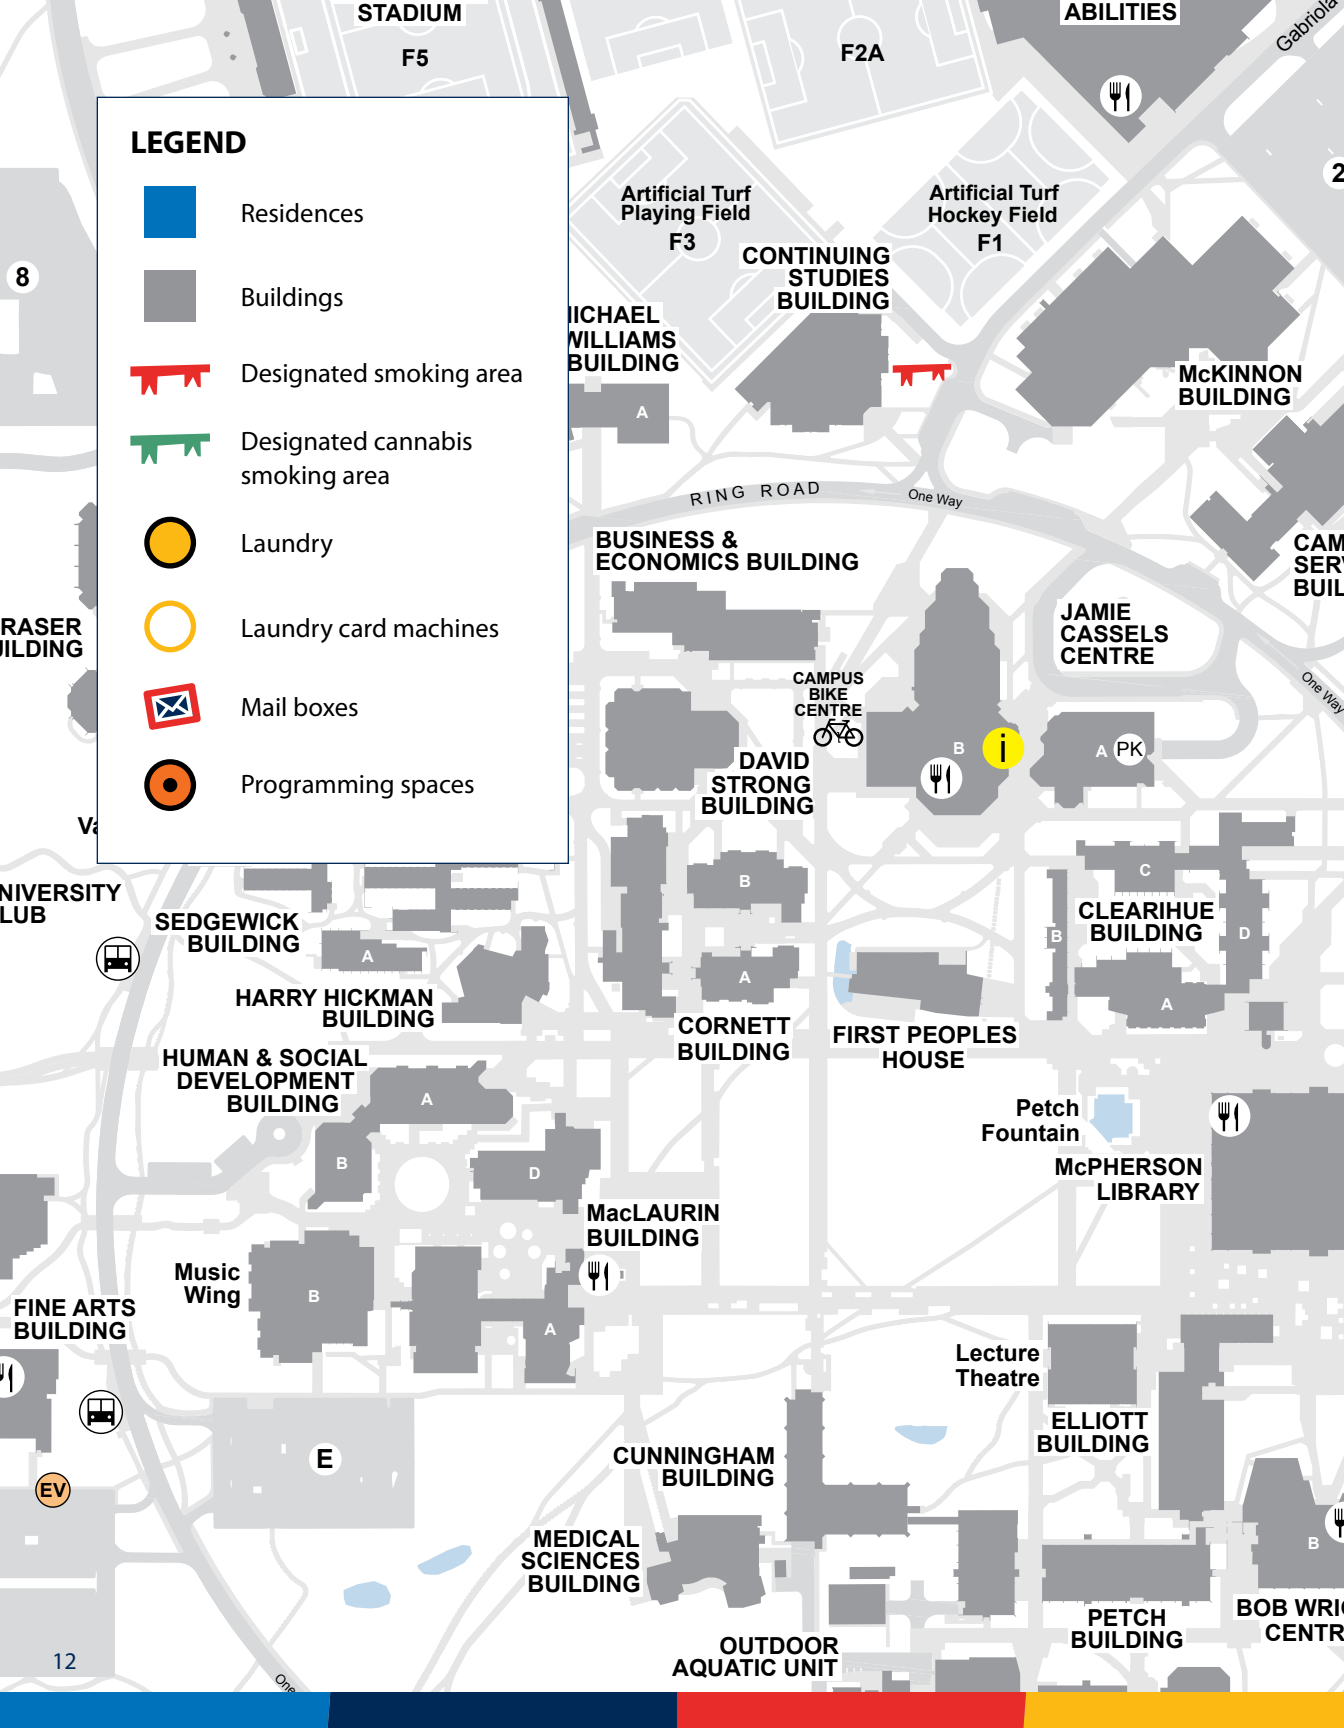 STADIUM
F5
F2A
ABILITIES
Gabriola
LEGEND
Residences
Buildings
Designated smoking area
Designated cannabis
smoking area
Laundry
Laundry card machines
Mail boxes
Programming spaces
Artificial Turf
Playing Field
F3
Artificial Turf
Hockey Field
F1
2
8
CONTINUING
STUDIES
BUILDING
ICHAEL
WILLIAMS
BUILDING
A
McKINNON
BUILDING
RING ROAD
One Way
BUSINESS &
ECONOMICS BUILDING
CAM
SERV
BUIL
JAMIE
CASSELS
CENTRE
One Way
RASER
ILDING
CAMPUS
BIKE
CENTRE
B
i
A
PK
DAVID
STRONG
BUILDING
Va
NIVERSITY
LUB
SEDGEWICK
BUILDING
A
HARRY HICKMAN
BUILDING
B
A
CORNETT
BUILDING
FIRST PEOPLES
HOUSE
C
CLEARIHUE
BUILDING
B
D
A
HUMAN & SOCIAL
DEVELOPMENT
BUILDING
A
B
D
Petch
Fountain
McPHERSON
LIBRARY
MacLAURIN
BUILDING
Music
Wing
B
A
FINE ARTS
BUILDING
Lecture
Theatre
ELLIOTT
BUILDING
E
EV
CUNNINGHAM
BUILDING
MEDICAL
SCIENCES
BUILDING
B
PETCH
BUILDING
BOB WRIG
CENTR
OUTDOOR
AQUATIC UNIT
One
12